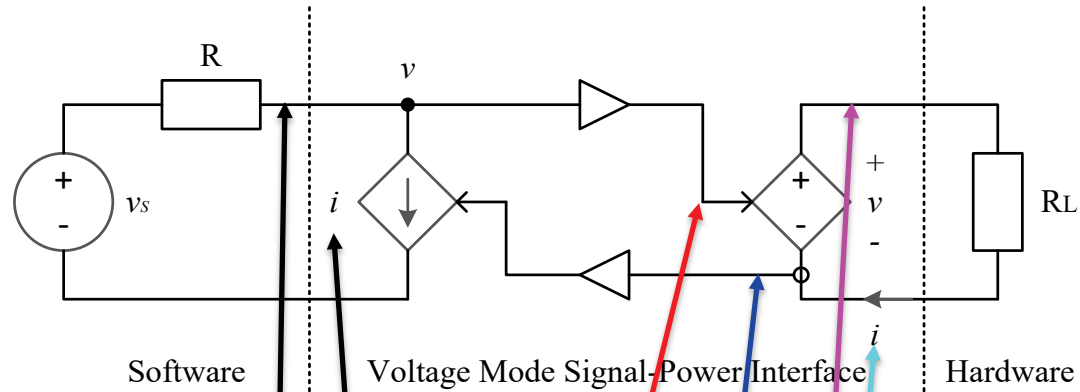 R
v
+
-
vS
i
+
-
+
v
-
RL
i
Software
Voltage Mode Signal-Power Interface
Hardware